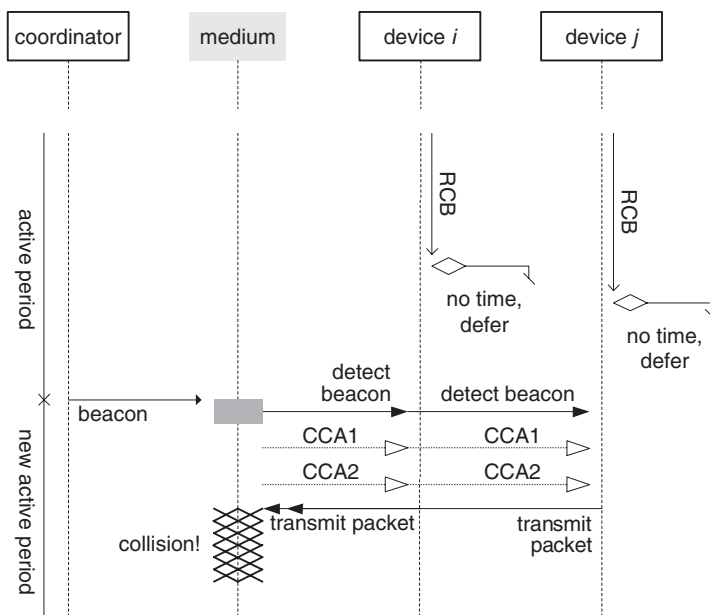 coordinator
medium
device i
device j
active period
RCB
RCB
no time,
defer
no time,
defer
beacon
detect
beacon
detect beacon
CCA1
CCA1
CCA2
CCA2
new active period
collision!
transmit packet
transmit
packet